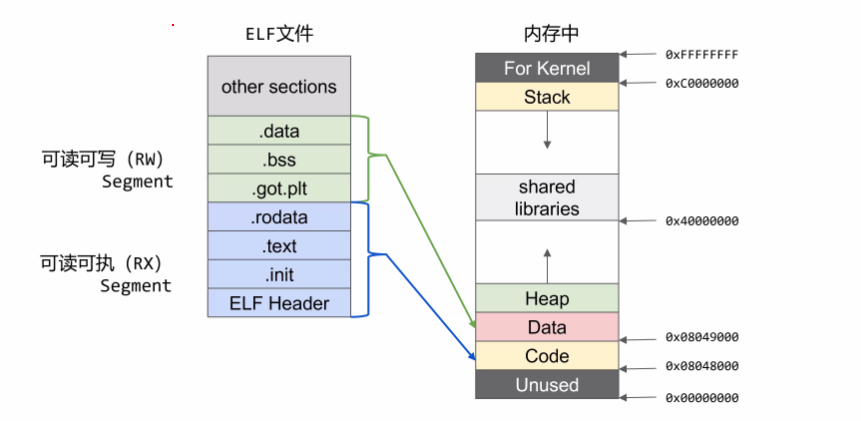 ELF文件
内存中
other sections
.data
.bss
.got.plt
.rodata
.text
.init
ELF Header
可读可写（RW）
Segment
可读可执（RX）
Segment
For Kernel
Stack
shared
libraries
Heap
Data
Code
Unused
0xFFFFFFFF
0xC0000000
0x40000000
0x08049000
0x08048000
0x00000000